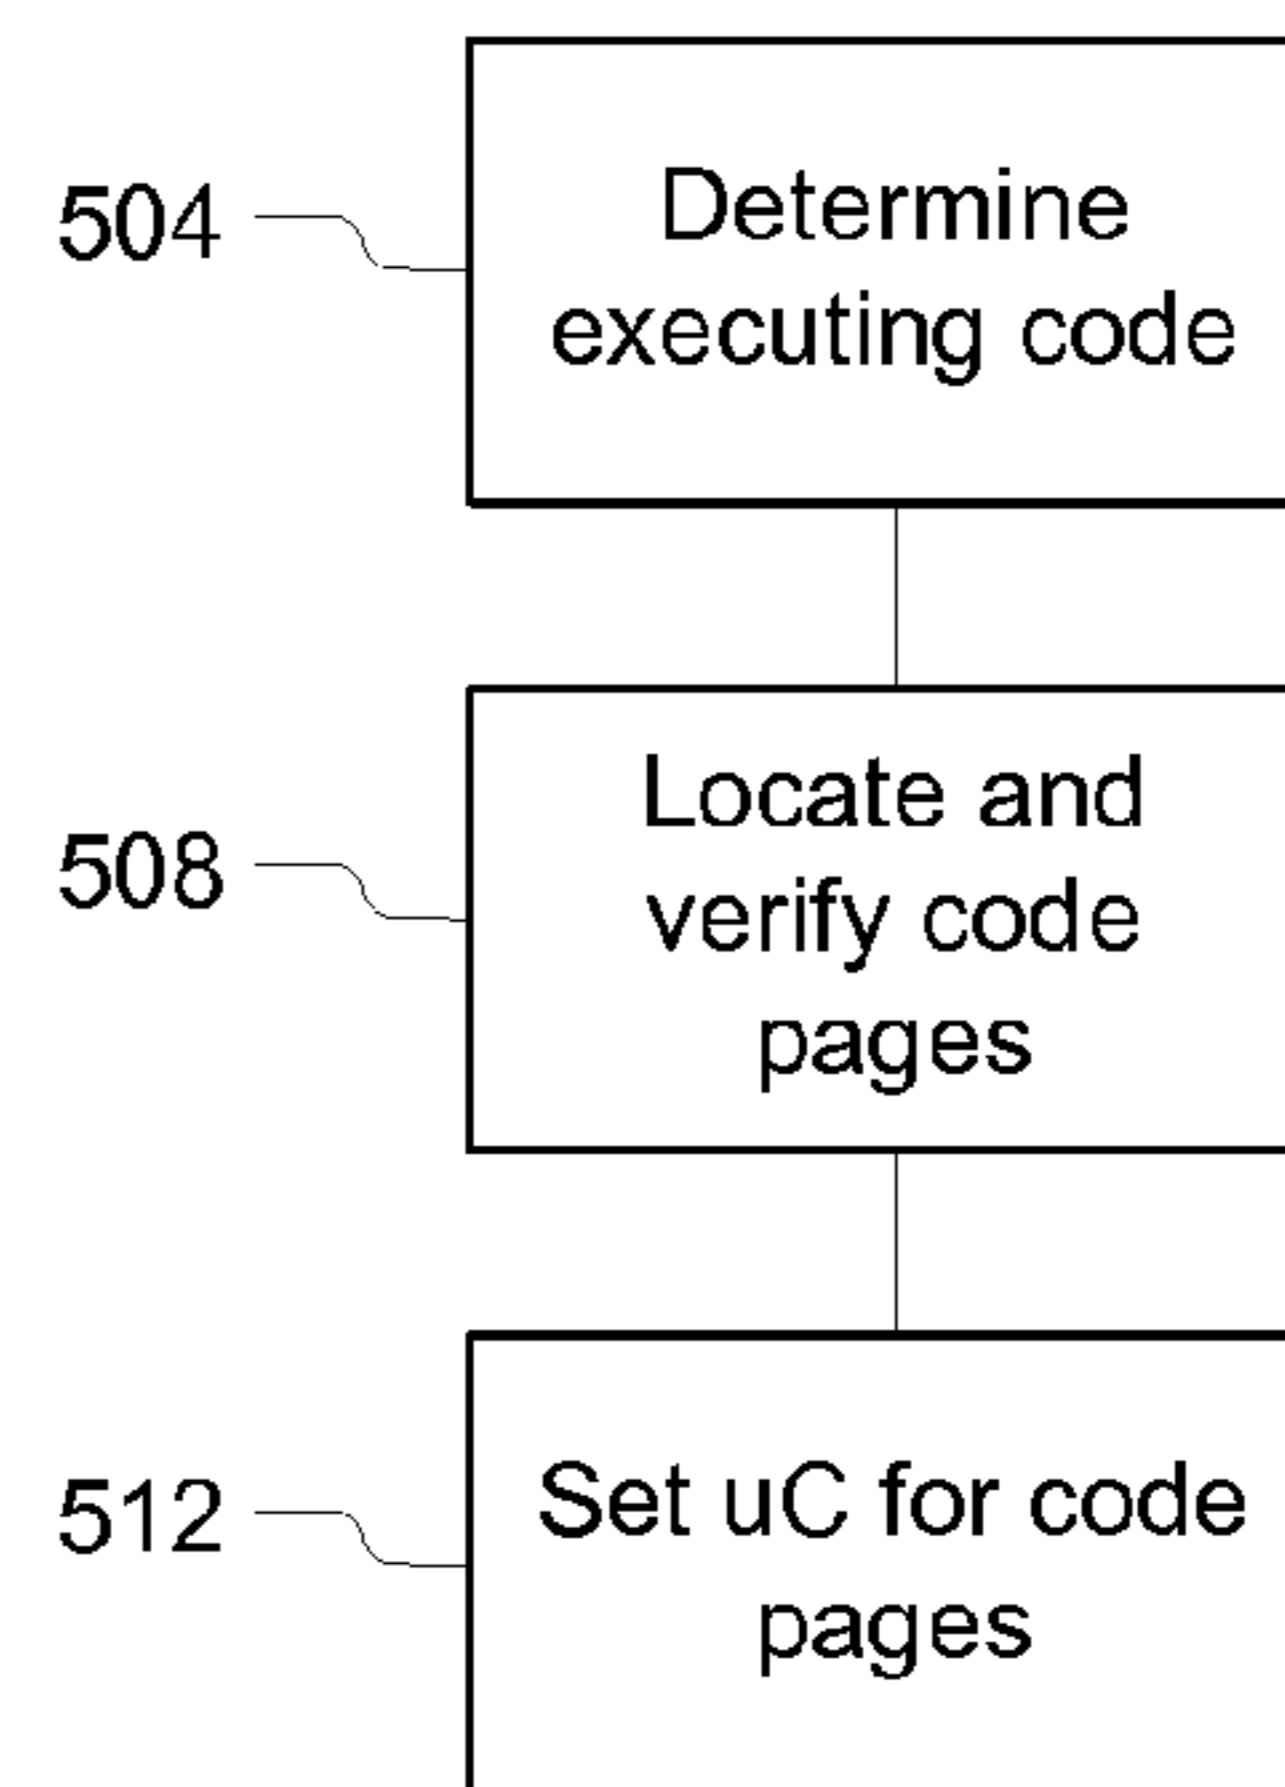 504
Determine
executing code
508
Locate and
verify code
pages
512
Set uC for code
pages